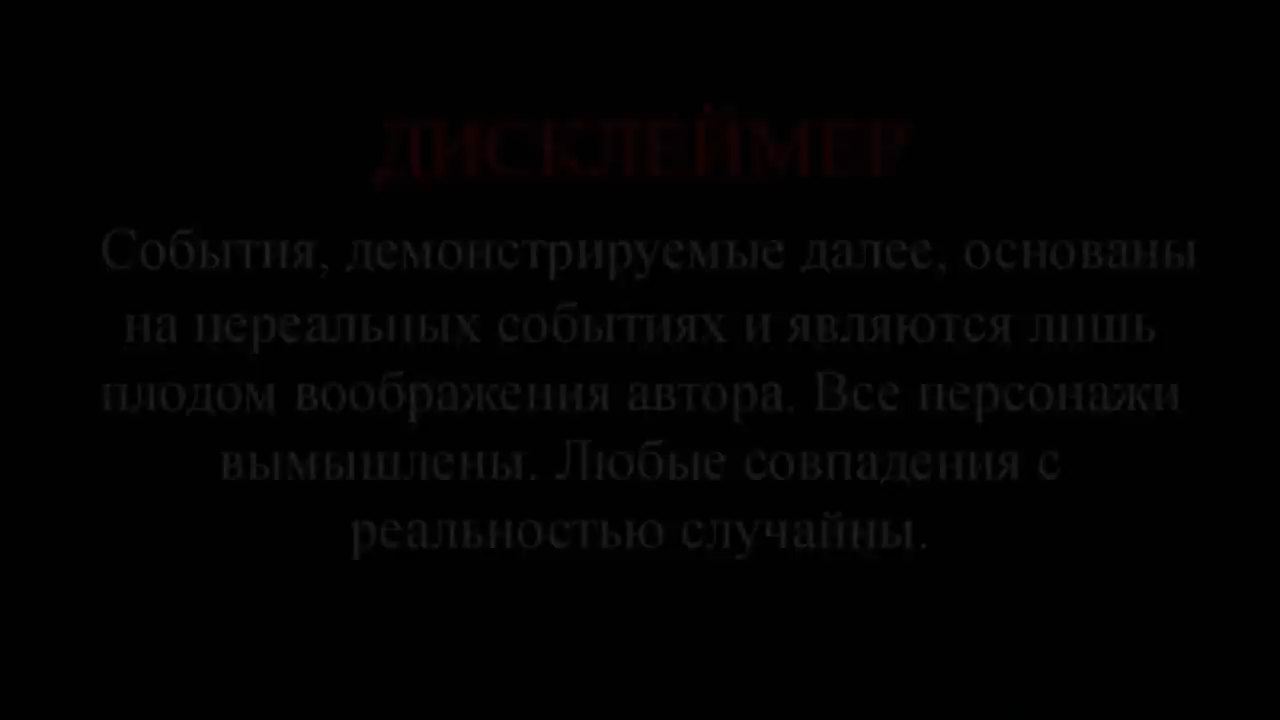 ДИСКЛЕЙМЕР
События, демонстрируемые далее, основаны
на нереальных событиях и являются лишь
плодом воображения автора. Все персонажи
вымышлены. Любые совпадения с
реальностью случайны.